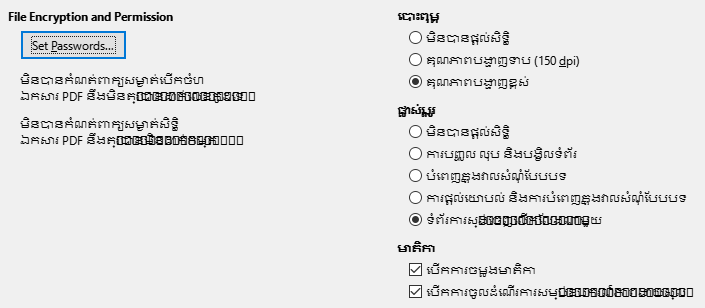 File Encryption and Permission
Set Passwords...
មិនបានកំណត់ពាក្យសម្ងាត់បើកចំហ
ឯកសារ PDF នឹងមិនត្រូវ
មិនបានកំណត់ពាក្យសម្ងាត់សិទ្ធិ
ឯកសារ PDF នឹងត្រូវ
បោះពុម្ព
មិនបានផ្ដល់សិទ្ធិ
គុណភាពបង្ហាញទាប (150 dpi)
គុណភាពបង្ហាញខ្ពស់
ផ្លាស់ប្ដូរ
មិនបានផ្ដល់សិទ្ធិ
ការបញ្ចូល លុប និងបង្វិលទំព័រ
បំពេញក្នុងវាលសំណុំបែបបទ
ការផ្ដល់យោបល់ និងការបំពេញក្នុងវាលសំណុំបែបបទ
មាតិកា
បើកការចម្លងមាតិកា
បើកការចូលដំណើរការ